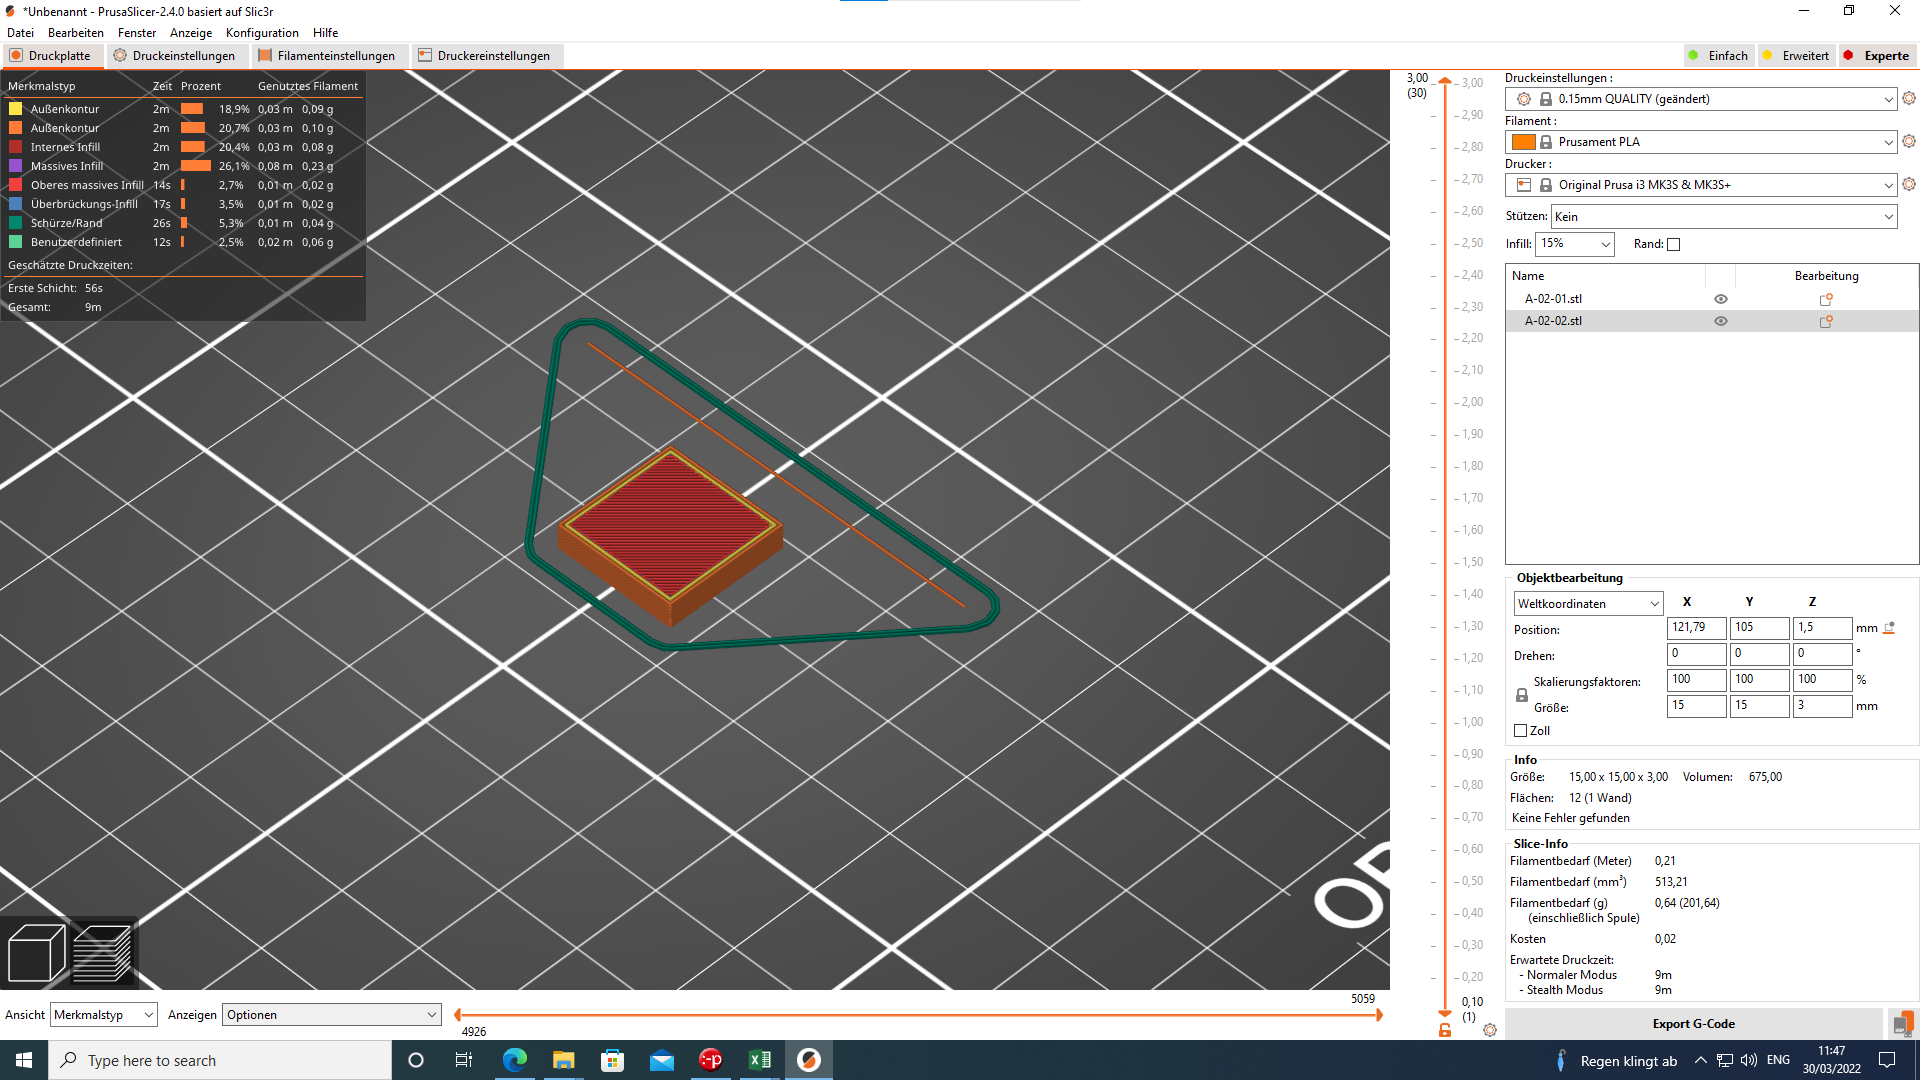 *Unbenannt - PrusaSlicer-2.4.0 basiert auf Slic3r
Datei Bearbeiten Fenster Anzeige Konfiguration Hilfe
Druckplatte Druckeinstellungen Filamenteinstellungen Druckereinstellungen Einfach Erweitert Experte
Merkmalstyp Zeit Prozent Genutztes Filament
Außenkontur 2m 18,9% 0,03 m 0,09 g
Außenkontur 2m 20,7% 0,03 m 0,10 g
Internes Infill 2m 20,4% 0,03 m 0,08 g
Massives Infill 2m 26,1% 0,08 m 0,23 g
Oberes massives Infill 14s 2,7% 0,01 m 0,02 g
Überbrückungs-Infill 17s 3,5% 0,01 m 0,02 g
Schürze/Rand 26s 5,3% 0,01 m 0,04 g
Benutzerdefiniert 12s 2,5% 0,02 m 0,06 g
Geschätzte Druckzeiten:
Erste Schicht: 56s
Gesamt: 9m
3,00
(30)
3,00
2,90
2,80
2,70
2,60
2,50
2,40
2,30
2,20
2,10
2,00
1,90
1,80
1,70
1,60
1,50
1,40
1,30
1,20
1,10
1,00
0,90
0,80
0,70
0,60
0,50
0,40
0,30
0,20
0,10
(1)
Druckeinstellungen :
0.15mm QUALITY (geändert)
Filament :
Prusament PLA
Drucker :
Original Prusa i3 MK3S & MK3S+
Stützen: Kein
Infill: 15% Rand:
Name Bearbeitung
A-02-01.stl
A-02-02.stl
Objektbearbeitung
Weltkoordinaten X Y Z
Position: 121,79 105 1,5 mm
Drehen: 0 0 0 °
Skalierungsfaktoren: 100 100 100 %
Größe: 15 15 3 mm
Zoll
Info
Größe: 15,00 x 15,00 x 3,00 Volumen: 675,00
Flächen: 12 (1 Wand)
Keine Fehler gefunden
Slice-Info
Filamentbedarf (Meter) 0,21
Filamentbedarf (mm³) 513,21
Filamentbedarf (g) 0,64 (201,64)
(einschließlich Spule)
Kosten 0,02
Erwartete Druckzeit:
- Normaler Modus 9m
- Stealth Modus 9m
Export G-Code
Ansicht Merkmalstyp Anzeigen Optionen
5059
4926
Type here to search
Regen klingt ab ENG
11:47
30/03/2022